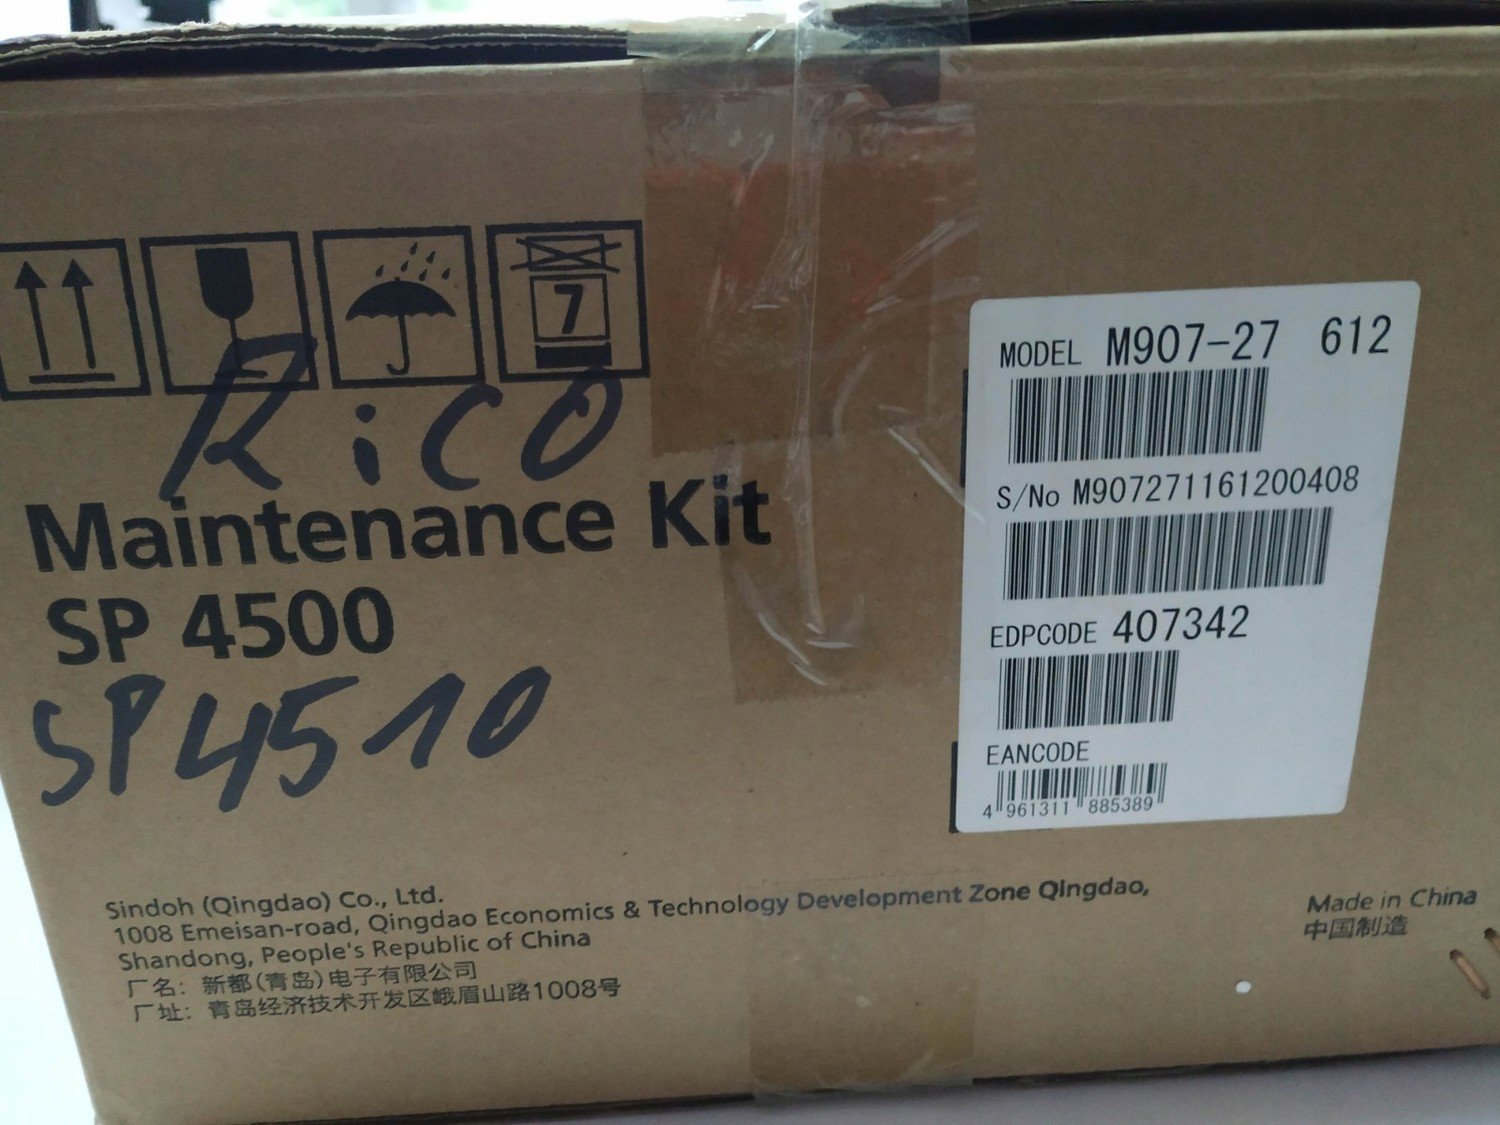 7
Rico
Maintenance Kit
SP 4500
SP 4510
MODEL M907-27 612
S/No M907271161200408
EDPCODE 407342
EANCODE
4 961311 885389
Sindoh (Qingdao) Co., Ltd.
1008 Emeisan-road, Qingdao Economics & Technology Development Zone Qingdao,
Shandong, People's Republic of China
厂名：新都(青岛)电子有限公司
厂址：青岛经济技术开发区峨眉山路1008号
Made in China
中国制造